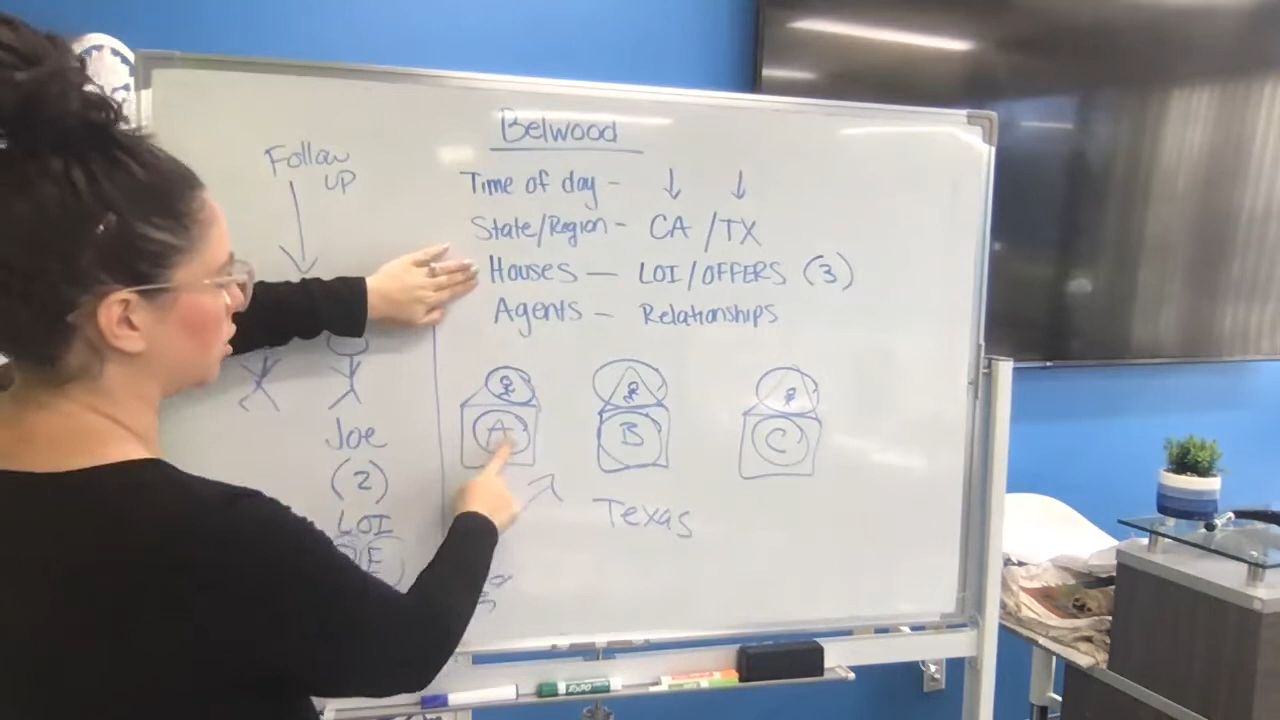 Follow
UP
Joe
(2)
LOI
Belwood
Time of day - ↓ ↓
State/Region - CA / TX
Houses — LOI/OFFERS (3)
Agents - Relationships
A B C
Texas